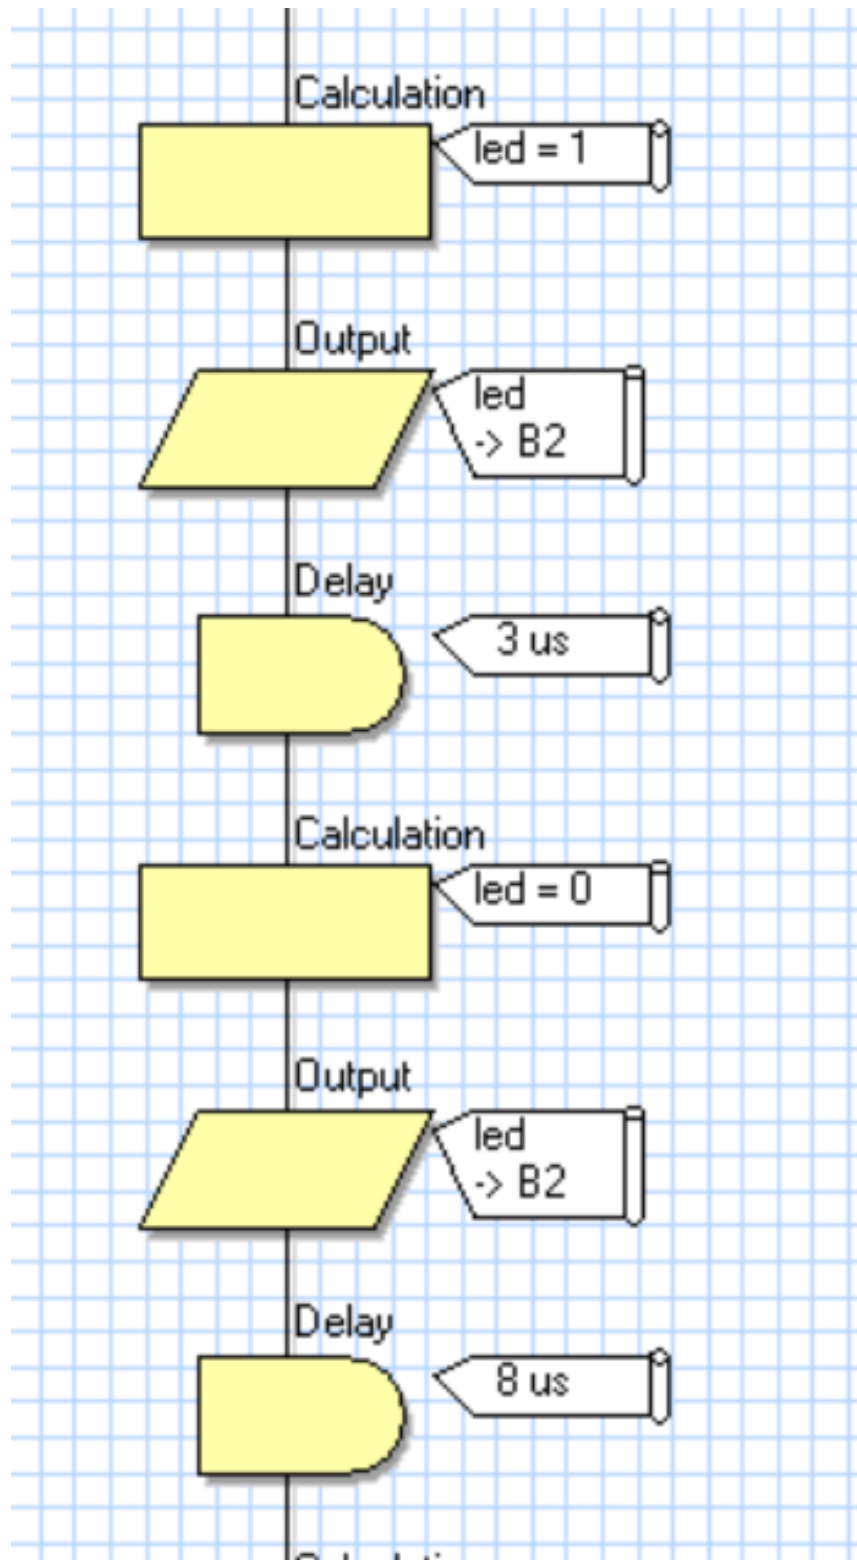 Calculation
led = 1
Output
led
-> B2
Delay
3 us
Calculation
led = 0
Output
led
-> B2
Delay
8 us